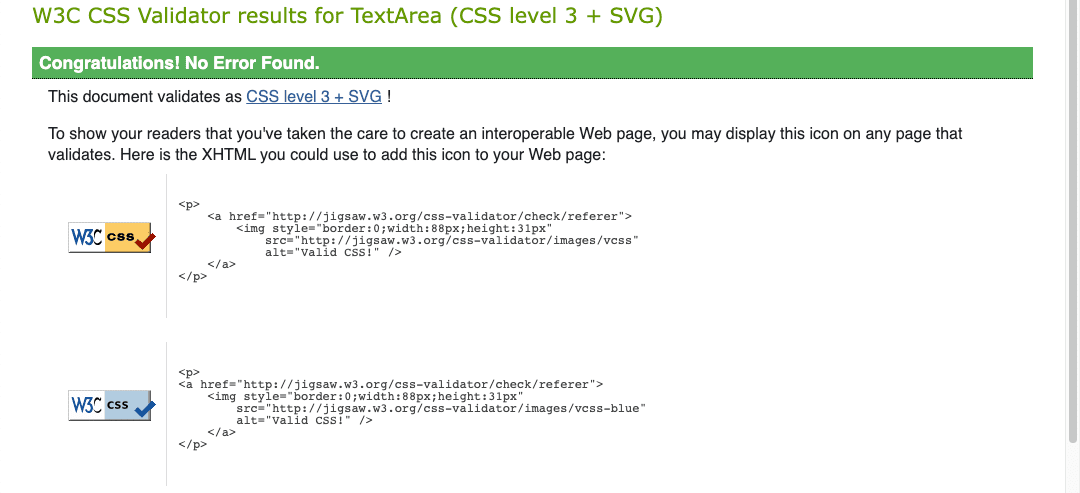 W3C CSS Validator results for TextArea (CSS level 3 + SVG)
Congratulations! No Error Found.
This document validates as CSS level 3 + SVG !
To show your readers that you've taken the care to create an interoperable Web page, you may display this icon on any page that
validates. Here is the XHTML you could use to add this icon to your Web page:
W3C css
<p>
<a href="http://jigsaw.w3.org/css-validator/check/referer">
<img style="border:0;width:88px;height:31px"
src="http://jigsaw.w3.org/css-validator/images/vcss"
alt="Valid CSS!" />
</a>
</p>
W3C css
<p>
<a href="http://jigsaw.w3.org/css-validator/check/referer">
<img style="border:0;width:88px;height:31px"
src="http://jigsaw.w3.org/css-validator/images/vcss-blue"
alt="Valid CSS!" />
</a>
</p>